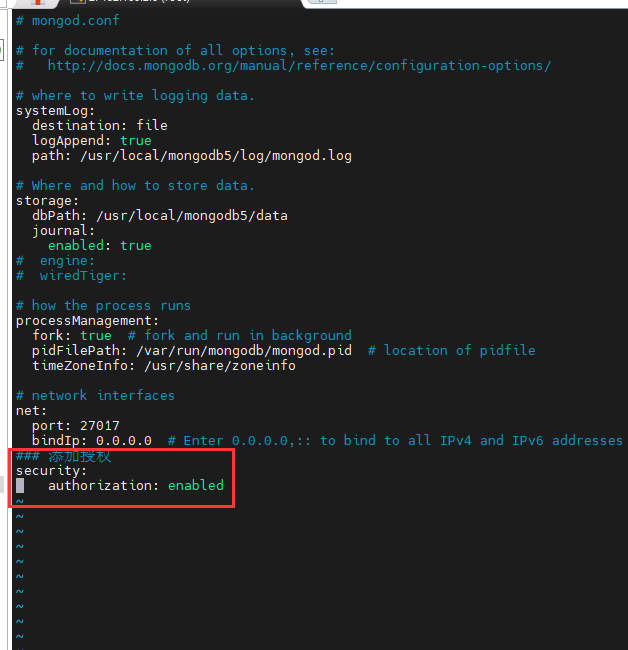 # mongod.conf
# for documentation of all options, see:
#   http://docs.mongodb.org/manual/reference/configuration-options/
# where to write logging data.
systemLog:
  destination: file
  logAppend: true
  path: /usr/local/mongodb5/log/mongod.log
# Where and how to store data.
storage:
  dbPath: /usr/local/mongodb5/data
  journal:
    enabled: true
#  engine:
#  wiredTiger:
# how the process runs
processManagement:
  fork: true  # fork and run in background
  pidFilePath: /var/run/mongodb/mongod.pid  # location of pidfile
  timeZoneInfo: /usr/share/zoneinfo
# network interfaces
net:
  port: 27017
  bindIp: 0.0.0.0  # Enter 0.0.0.0,:: to bind to all IPv4 and IPv6 addresses
### 添加授权
security:
    authorization: enabled
~
~
~
~
~
~
~
~
~
~